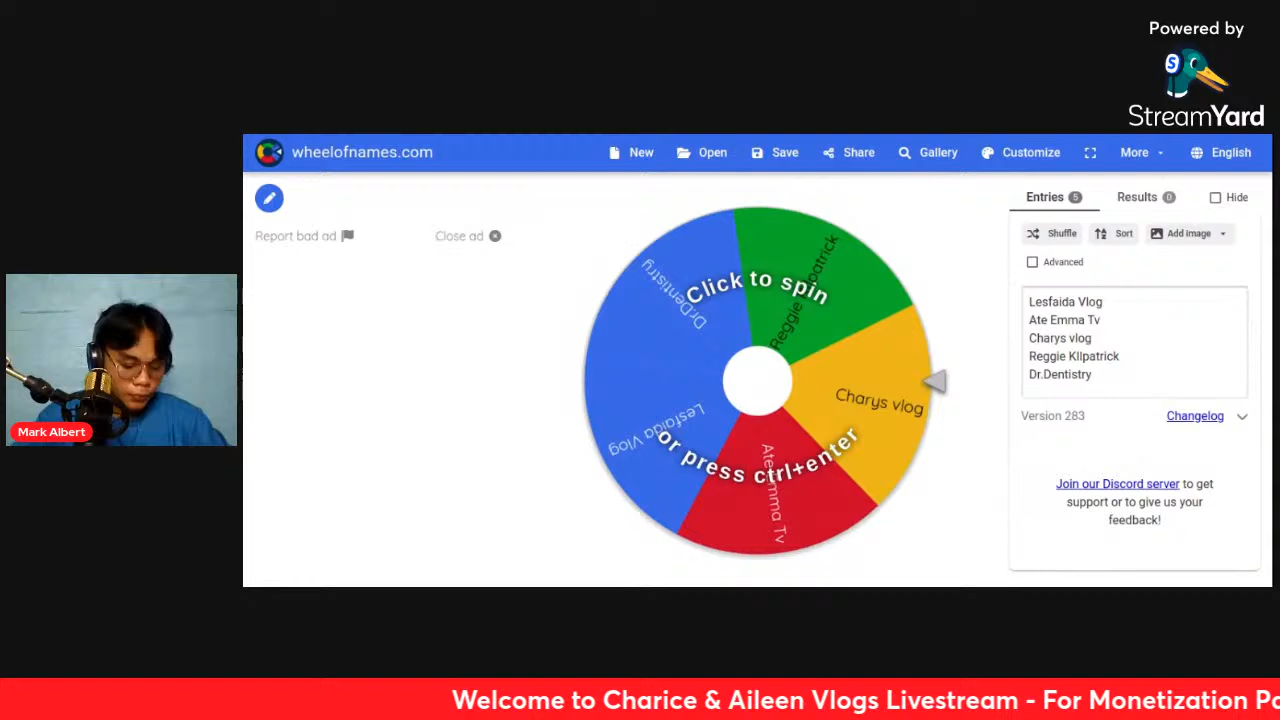 Powered by
StreamYard
wheelofnames.com
New
Open
Save
Share
Gallery
Customize
More
English
Report bad ad
Close ad
Entries 5
Results 0
Hide
Shuffle
Sort
Add image
Advanced
Lesfaida Vlog
Ate Emma Tv
Charys vlog
Reggie KIlpatrick
Dr.Dentistry
Version 283
Changelog
Join our Discord server to get
support or to give us your
feedback!
Click to spin
or press ctrl+enter
Dr.Dentistry
Reggie KIlpatrick
Charys vlog
Ate Emma Tv
Lesfaida Vlog
Mark Albert
Welcome to Charice & Aileen Vlogs Livestream - For Monetization